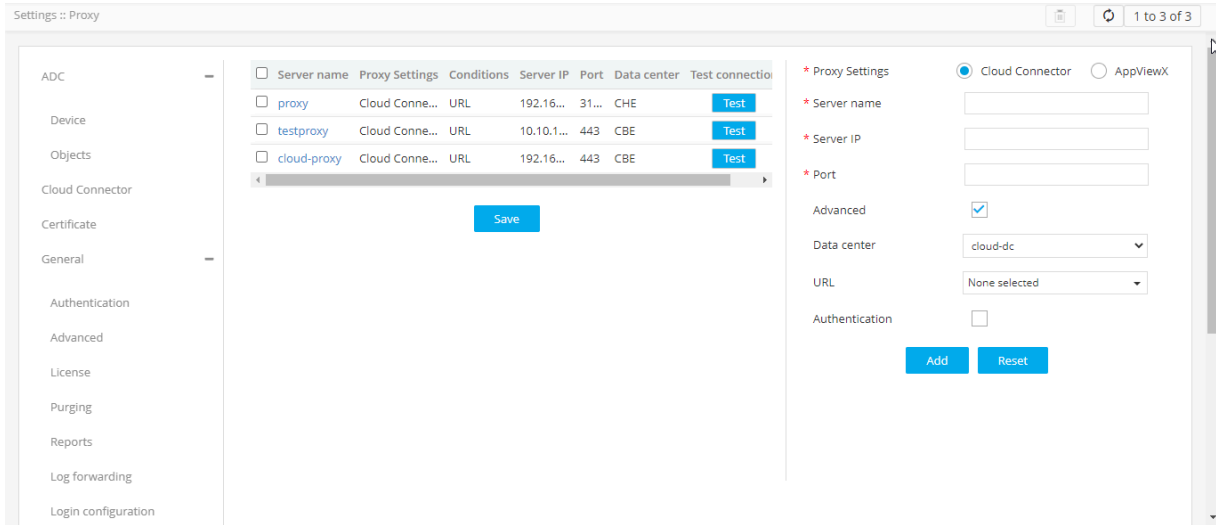 Settings :: Proxy
1 to 3 of 3
ADC
Device
Objects
Cloud Connector
Certificate
General
Authentication
Advanced
License
Purging
Reports
Log forwarding
Login configuration
Server name Proxy Settings Conditions Server IP Port Data center Test connection
proxy Cloud Conne... URL 192.16... 31... CHE Test
testproxy Cloud Conne... URL 10.10.1... 443 CBE Test
cloud-proxy Cloud Conne... URL 192.16... 443 CBE Test
Save
* Proxy Settings Cloud Connector AppViewX
* Server name
* Server IP
* Port
Advanced
Data center cloud-dc
URL None selected
Authentication
Add Reset